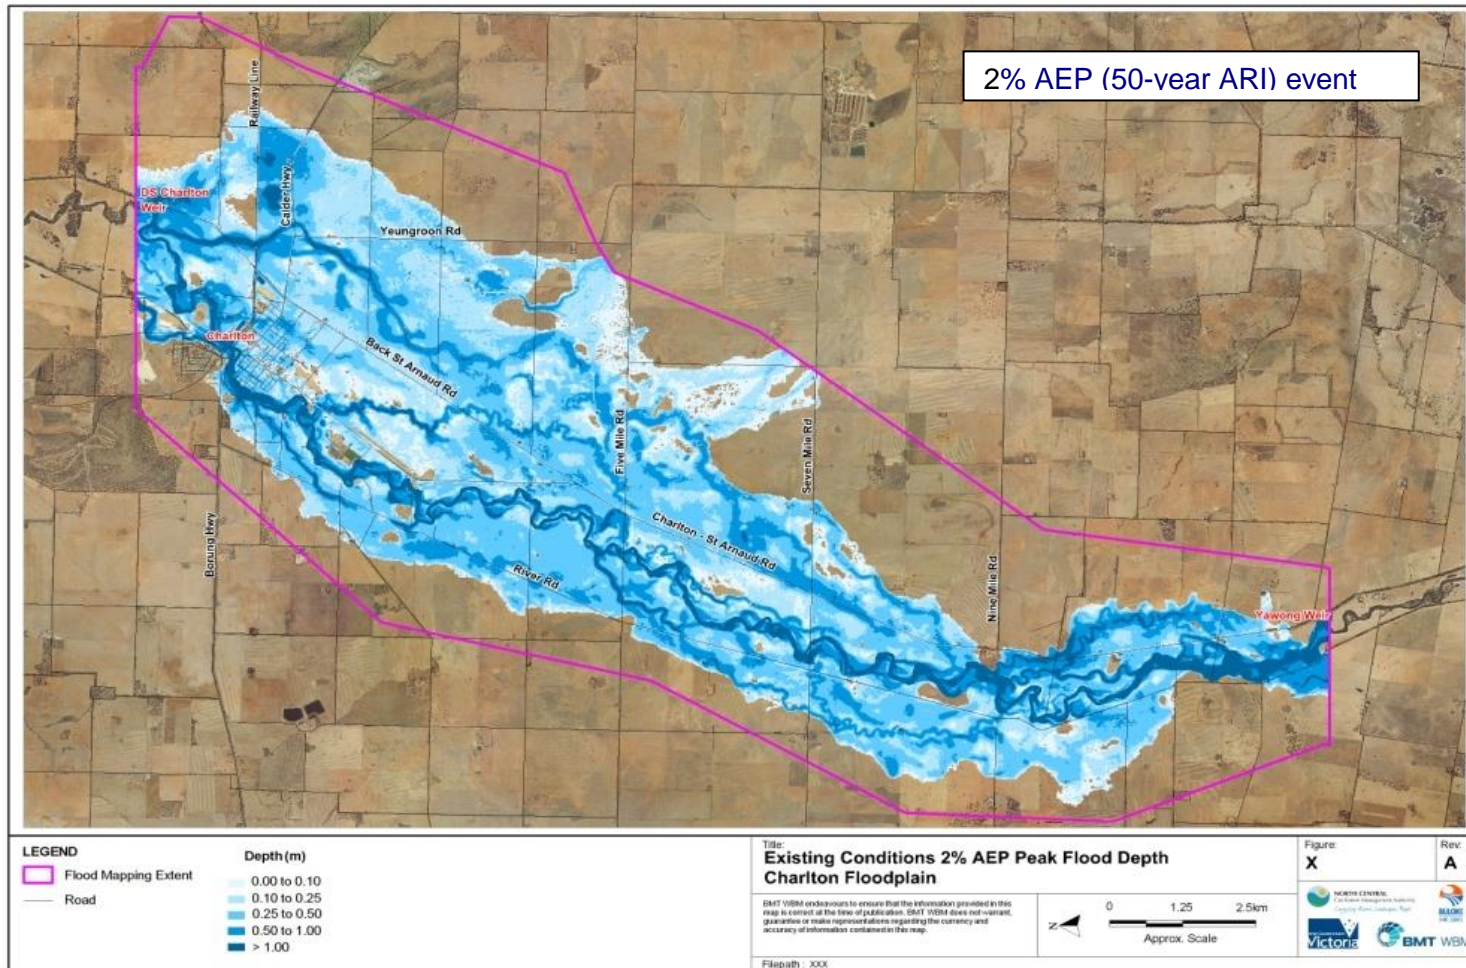 2% AEP (50-year ARI) event
Railway Line
Calder Hwy
DS Charlton
Weir
Yeungroon Rd
Charlton
Back St Arnaud Rd
Five Mile Rd
Seven Mile Rd
Charlton - St Arnaud Rd
Borung Hwy
River Rd
Nine Mile Rd
Yawong Weir
LEGEND
Flood Mapping Extent
Road
Depth (m)
0.00 to 0.10
0.10 to 0.25
0.25 to 0.50
0.50 to 1.00
> 1.00
Title:
Existing Conditions 2% AEP Peak Flood Depth
Charlton Floodplain
BMT WBM endeavours to ensure that the information provided in this
map is correct at the time of publication. BMT WBM does not warrant,
guarantee or make representations regarding the currency and
accuracy of information contained in this map.
N
0 1.25 2.5km
Approx. Scale
Filepath : XXX
Figure:
X
Rev:
A
NORTH CENTRAL
Catchment Management Authority
BULOKE
Victoria
BMT WBM